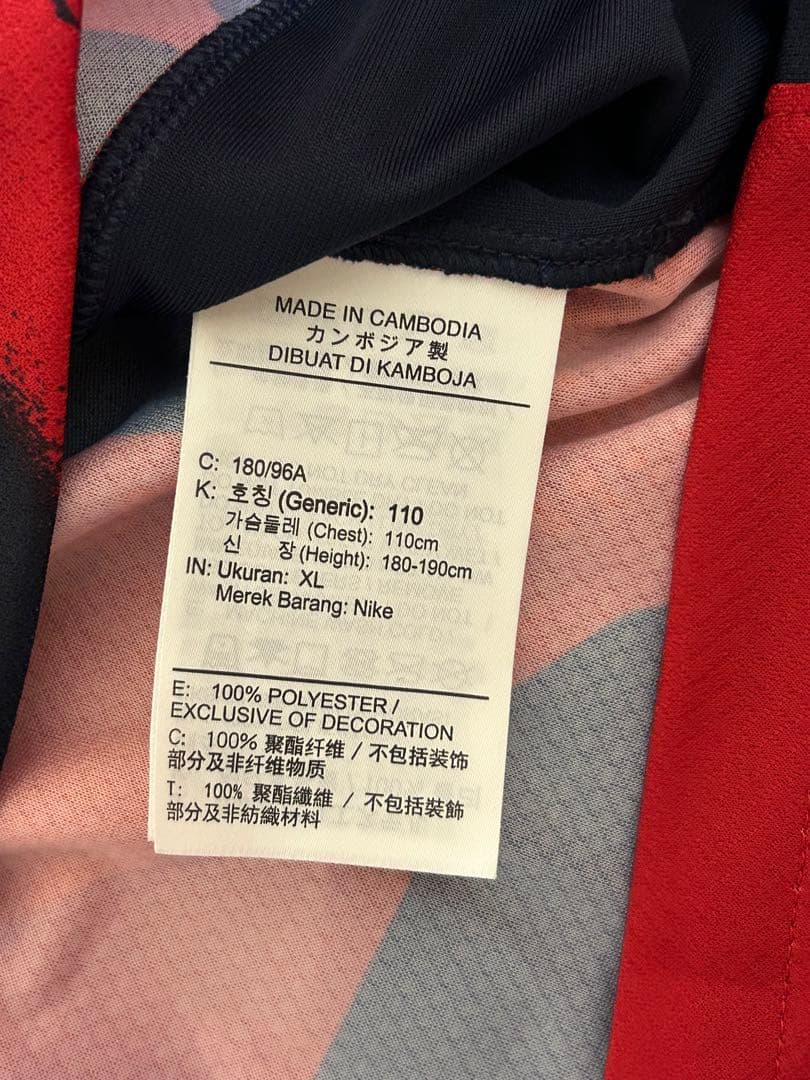 MADE IN CAMBODIA
カンボジア製
DIBUAT DI KAMBOJA
C: 180/96A
K: 호칭 (Generic): 110
가슴둘레 (Chest): 110cm
신 장 (Height): 180-190cm
IN: Ukuran: XL
Merek Barang: Nike
E: 100% POLYESTER /
EXCLUSIVE OF DECORATION
C: 100% 聚酯纤维 / 不包括装饰
部分及非纤维物质
T: 100% 聚酯纖維 / 不包括裝飾
部分及非紡織材料